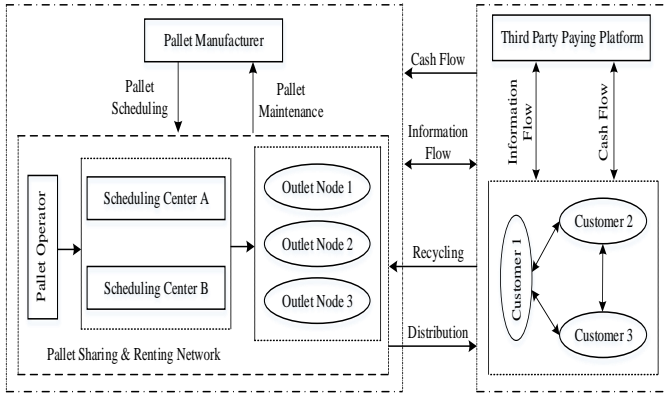 Pallet Manufacturer
Pallet
Scheduling
Pallet
Maintenance
Pallet Operator
Scheduling Center A
Scheduling Center B
Outlet Node 1
Outlet Node 2
Outlet Node 3
Pallet Sharing & Renting Network
Cash Flow
Information
Flow
Recycling
Distribution
Third Party Paying Platform
Information
Flow
Cash Flow
Customer 1
Customer 2
Customer 3